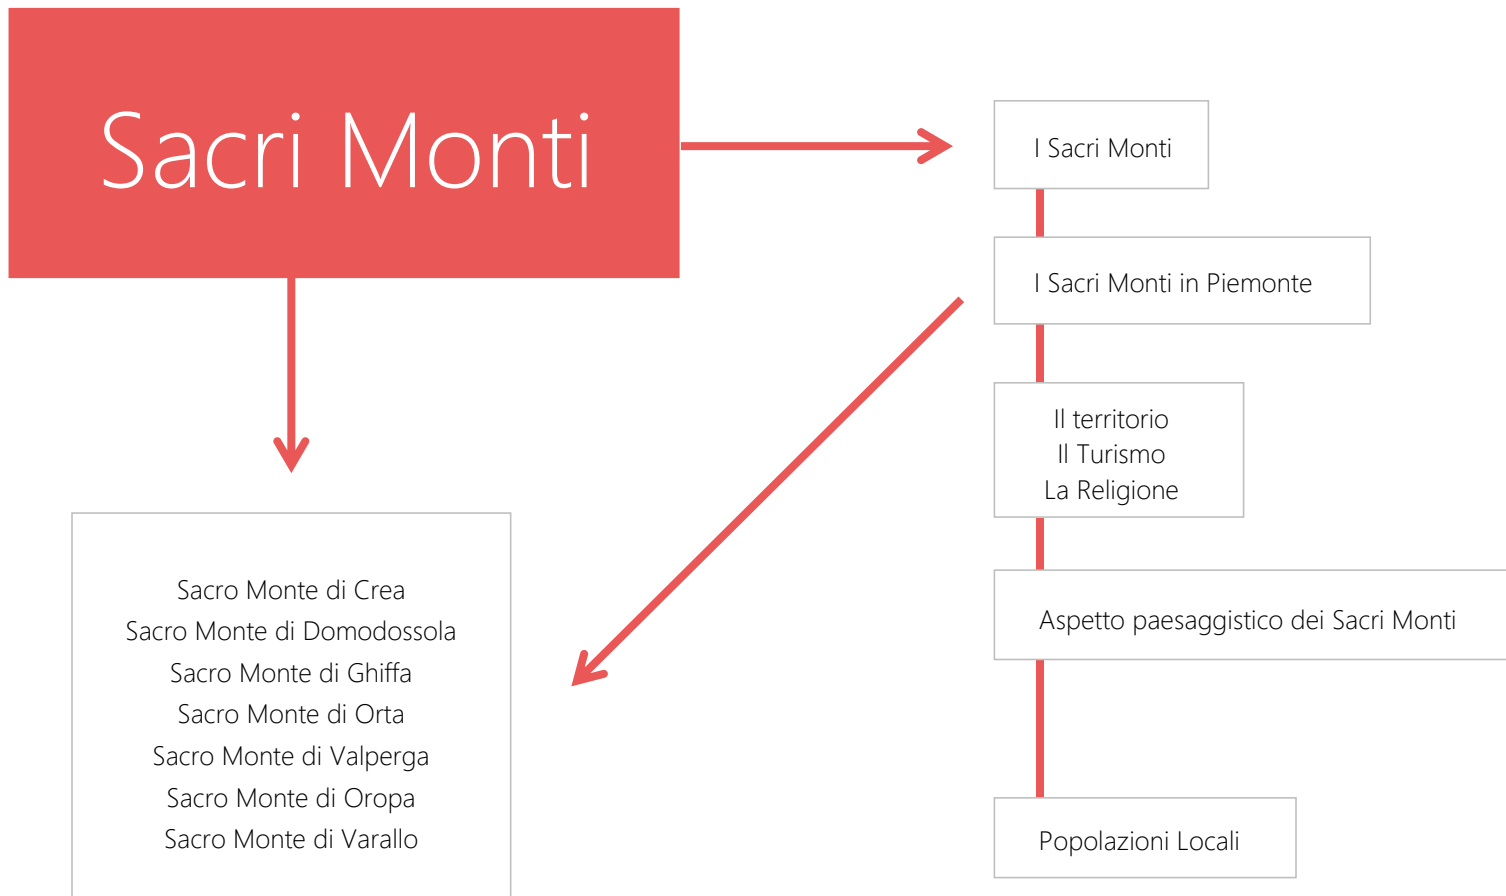 Sacri Monti
I Sacri Monti
I Sacri Monti in Piemonte
Il territorio
Il Turismo
La Religione
Aspetto paesaggistico dei Sacri Monti
Popolazioni Locali
Sacro Monte di Crea
Sacro Monte di Domodossola
Sacro Monte di Ghiffa
Sacro Monte di Orta
Sacro Monte di Valperga
Sacro Monte di Oropa
Sacro Monte di Varallo